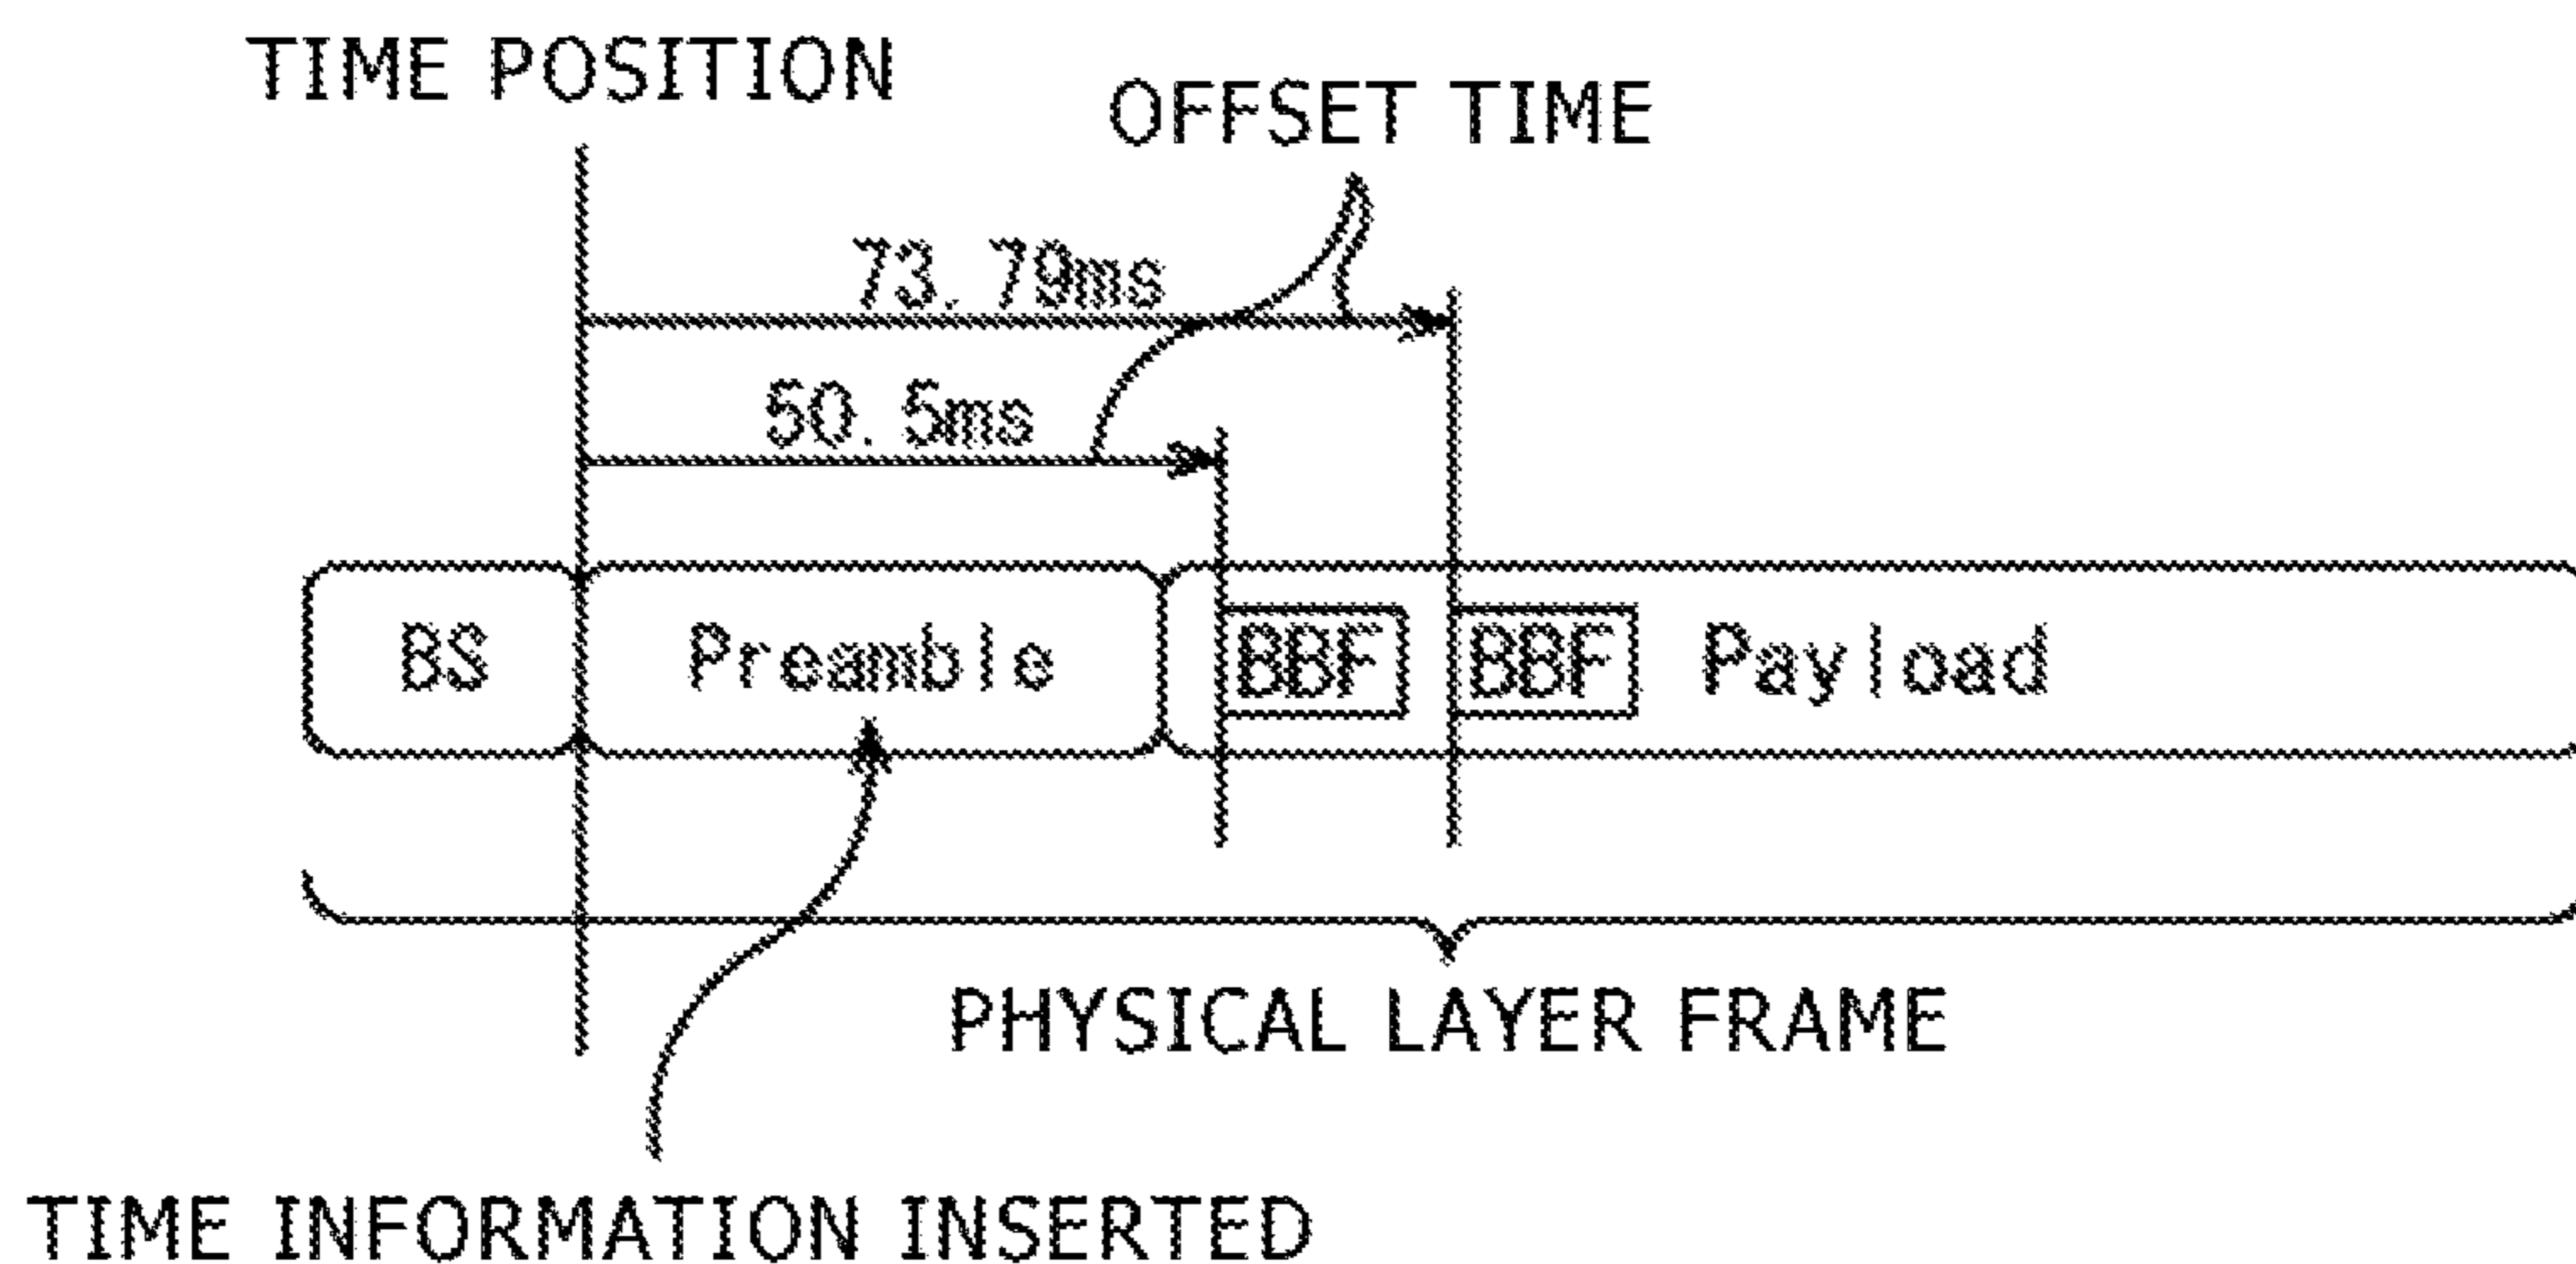 TIME POSITION
OFFSET TIME
73.79ms
50.5ms
BS
Preamble
BBF
BBF
Payload
PHYSICAL LAYER FRAME
TIME INFORMATION INSERTED